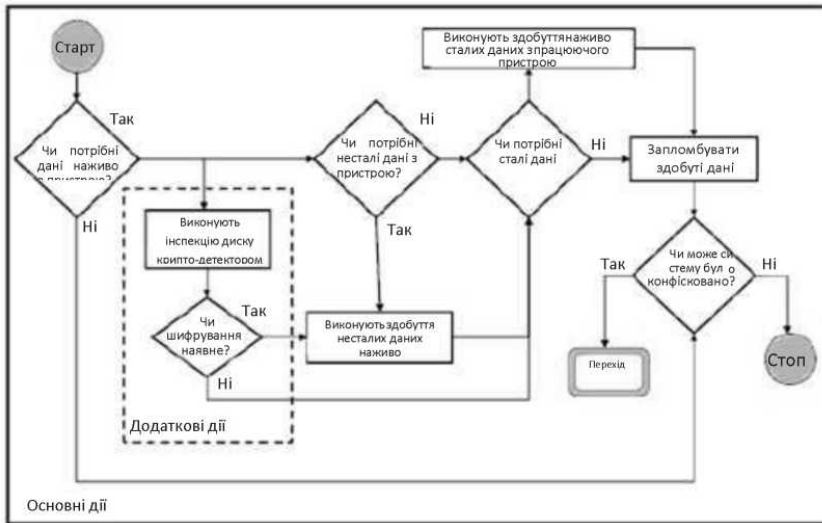 Старт
Так
Чи потрібні
дані наживо
з пристрою?
Ні
Виконують
інспекцію диску
крипто-детектором
Чи
шифрування
наявне?
Так
Ні
Додаткові дії
Основні дії
Чи потрібні
несталі дані з
пристрою?
Ні
Так
Виконують здобуття
несталих даних
наживо
Виконують здобуттянаживо
сталих даних зпрацюючого
пристрою
Чи потрібні
сталі дані
Ні
Запломбувати
здобуті дані
Чи може си
стему бул о
конфісковано?
Так
Ні
Перехід
Стоп